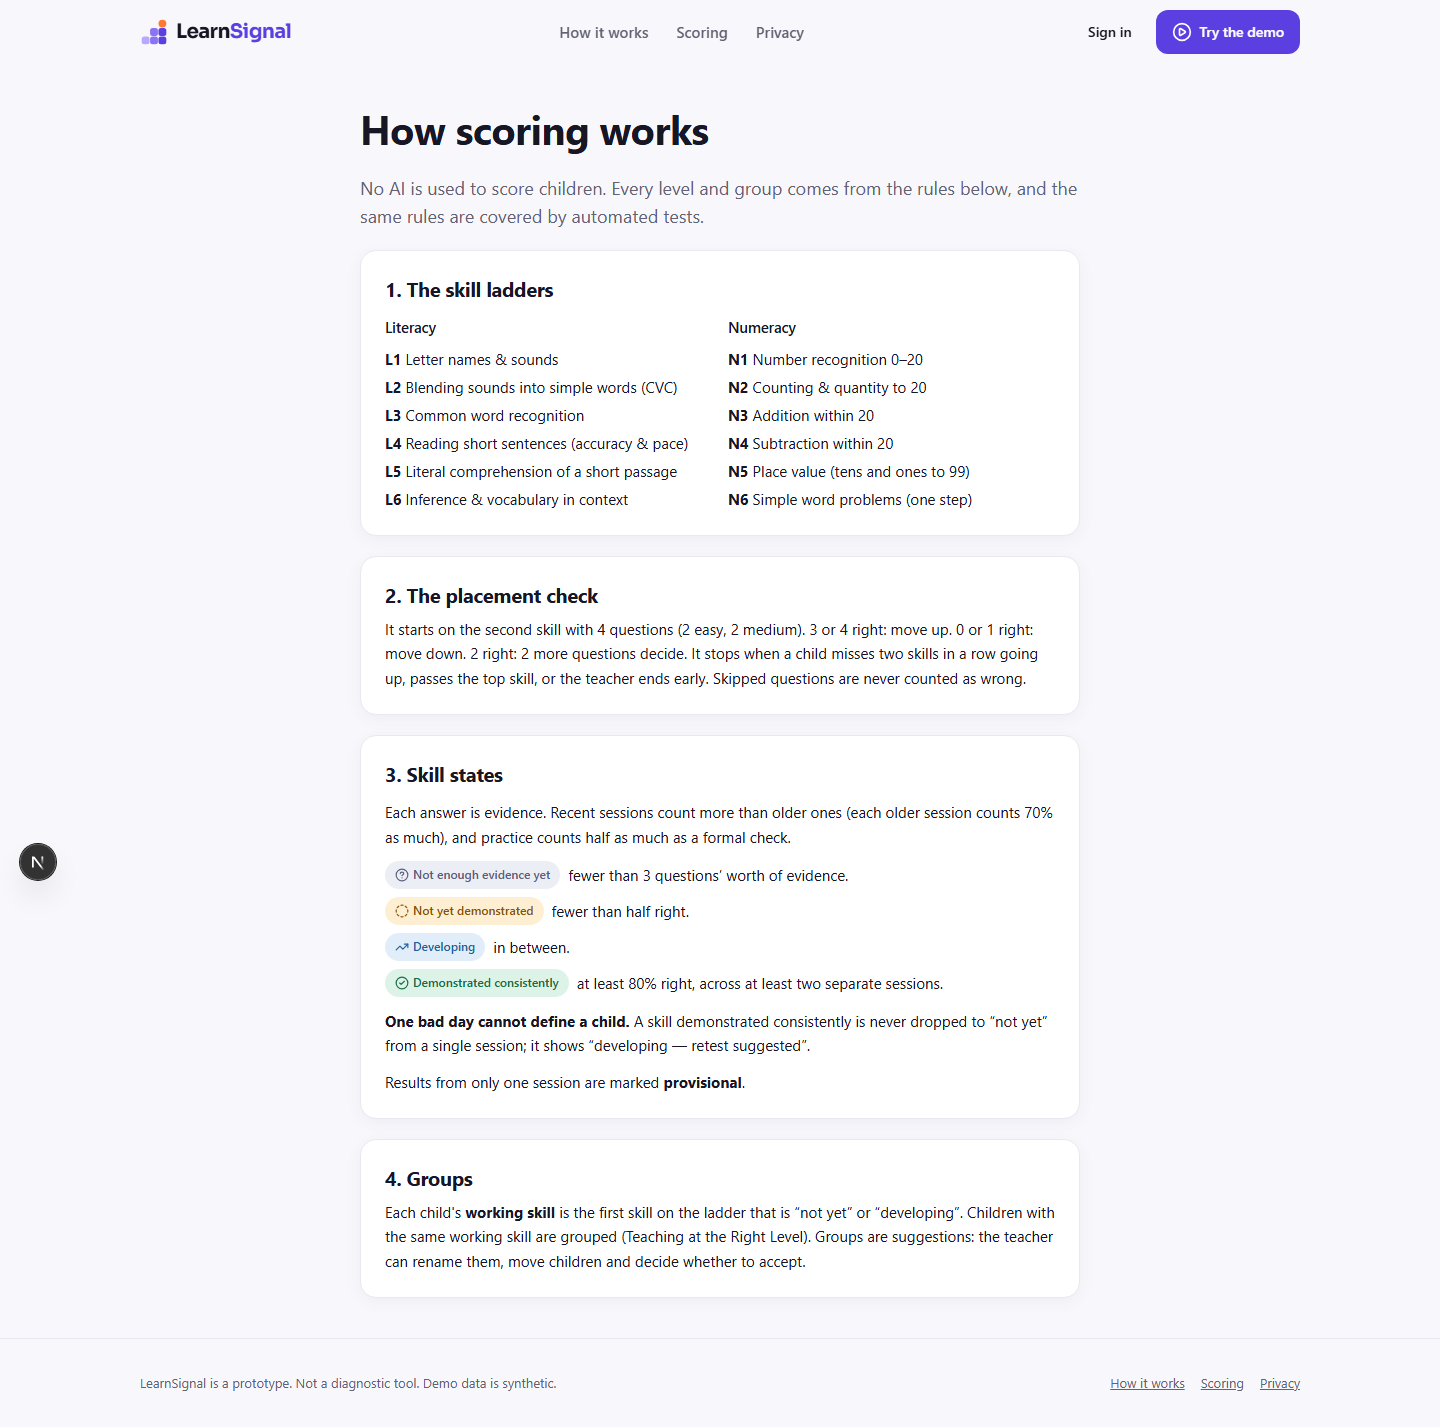 LearnSignal
How it works
Scoring
Privacy
Sign in
Try the demo
How scoring works
No AI is used to score children. Every level and group comes from the rules below, and the
same rules are covered by automated tests.
1. The skill ladders
Literacy
L1 Letter names & sounds
L2 Blending sounds into simple words (CVC)
L3 Common word recognition
L4 Reading short sentences (accuracy & pace)
L5 Literal comprehension of a short passage
L6 Inference & vocabulary in context
Numeracy
N1 Number recognition 0–20
N2 Counting & quantity to 20
N3 Addition within 20
N4 Subtraction within 20
N5 Place value (tens and ones to 99)
N6 Simple word problems (one step)
2. The placement check
It starts on the second skill with 4 questions (2 easy, 2 medium). 3 or 4 right: move up. 0 or 1 right:
move down. 2 right: 2 more questions decide. It stops when a child misses two skills in a row going
up, passes the top skill, or the teacher ends early. Skipped questions are never counted as wrong.
3. Skill states
Each answer is evidence. Recent sessions count more than older ones (each older session counts 70%
as much), and practice counts half as much as a formal check.
Not enough evidence yet fewer than 3 questions’ worth of evidence.
Not yet demonstrated fewer than half right.
Developing in between.
Demonstrated consistently at least 80% right, across at least two separate sessions.
One bad day cannot define a child. A skill demonstrated consistently is never dropped to “not yet”
from a single session; it shows “developing — retest suggested”.
Results from only one session are marked provisional.
4. Groups
Each child's working skill is the first skill on the ladder that is “not yet” or “developing”. Children with
the same working skill are grouped (Teaching at the Right Level). Groups are suggestions: the teacher
can rename them, move children and decide whether to accept.
N
LearnSignal is a prototype. Not a diagnostic tool. Demo data is synthetic.
How it works
Scoring
Privacy